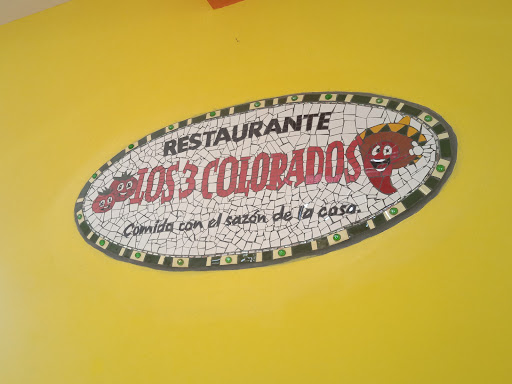 RESTAURANTE
LOS 3 COLORADOS
Comida con el sazón de la casa.